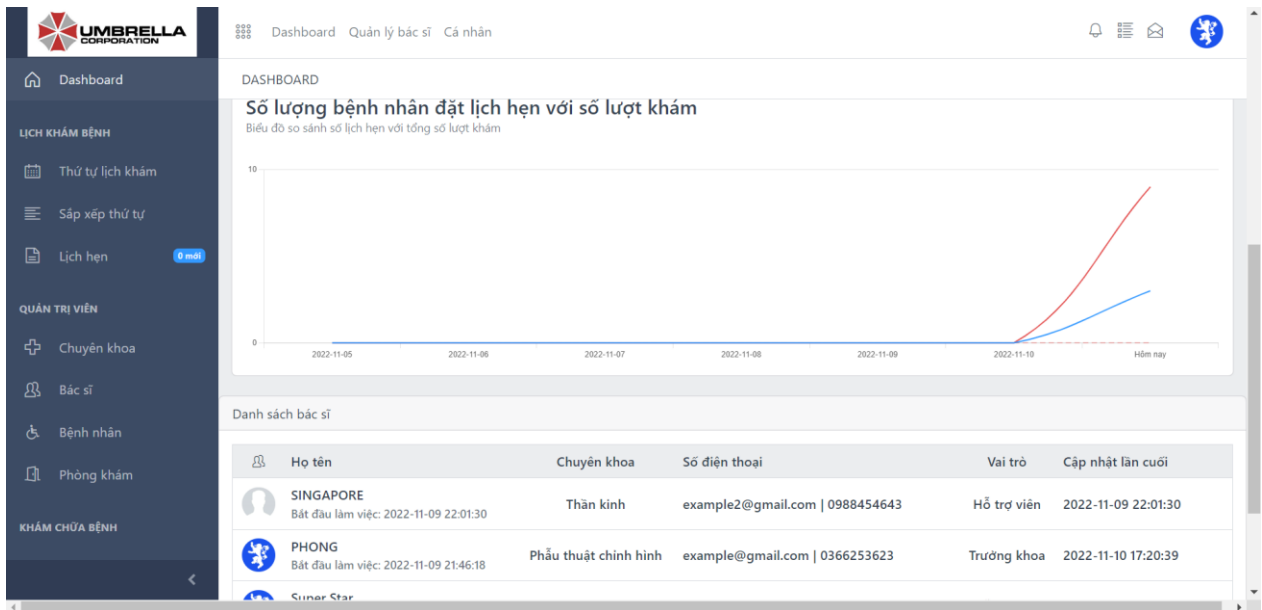 UMBRELLA
CORPORATION
Dashboard Quản lý bác sĩ Cá nhân
Dashboard
DASHBOARD
LỊCH KHÁM BỆNH
Thứ tự lịch khám
Sắp xếp thứ tự
Lịch hẹn 0 mới
QUẢN TRỊ VIÊN
Chuyên khoa
Bác sĩ
Bệnh nhân
Phòng khám
KHÁM CHỮA BỆNH
Số lượng bệnh nhân đặt lịch hẹn với số lượt khám
Biểu đồ so sánh số lịch hẹn với tổng số lượt khám
10
0
2022-11-05 2022-11-06 2022-11-07 2022-11-08 2022-11-09 2022-11-10 Hôm nay
Danh sách bác sĩ
Họ tên Chuyên khoa Số điện thoại Vai trò Cập nhật lần cuối
SINGAPORE
Bắt đầu làm việc: 2022-11-09 22:01:30
Thần kinh example2@gmail.com | 0988454643 Hỗ trợ viên 2022-11-09 22:01:30
PHONG
Bắt đầu làm việc: 2022-11-09 21:46:18
Phẫu thuật chỉnh hình example@gmail.com | 0366253623 Trưởng khoa 2022-11-10 17:20:39
Super Star